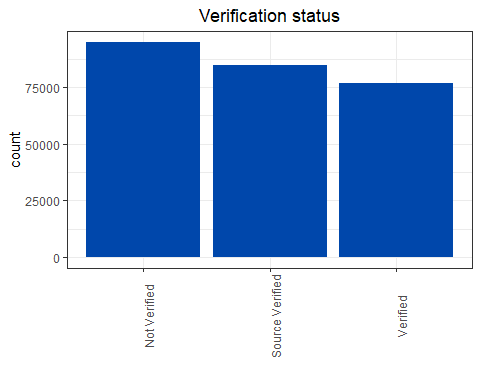 Verification status
count
75000
50000
25000
0
Not Verified
Source Verified
Verified